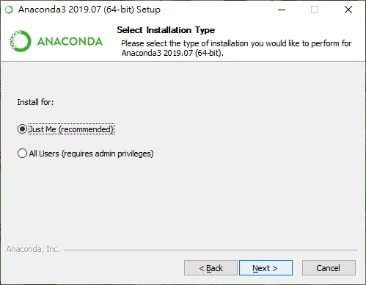 Anaconda3 2019.07 (64-bit) Setup
ANACONDA
Select Installation Type
Please select the type of installation you would like to perform for
Anaconda3 2019.07 (64-bit).
Install for:
Just Me (recommended)
All Users (requires admin privileges)
Anaconda, Inc.
< Back
Next >
Cancel